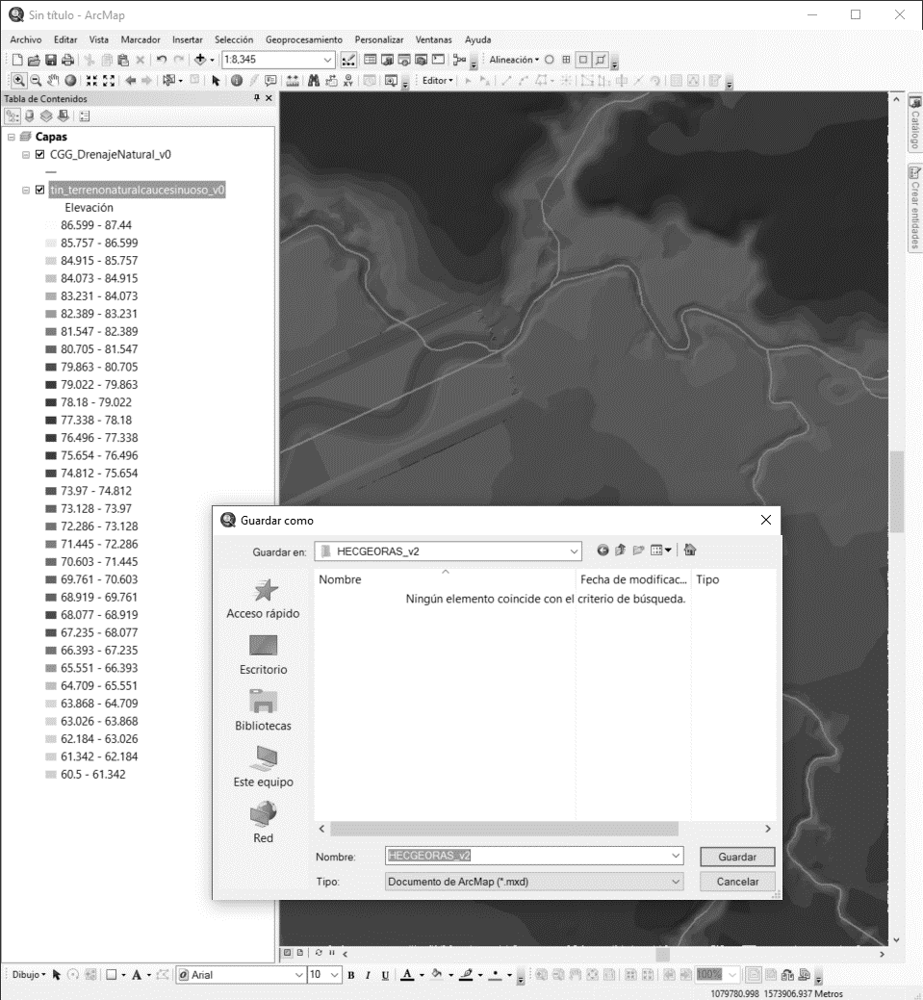 Sin título - ArcMap
Archivo Editar Vista Marcador Insertar Selección Geoprocesamiento Personalizar Ventanas Ayuda
1:8,345
Alineación
Editor
Tabla de Contenidos
Capas
CGG_DrenajeNatural_v0
tin_terrenonaturalcaucesinuoso_v0
Elevación
86.599 - 87.44
85.757 - 86.599
84.915 - 85.757
84.073 - 84.915
83.231 - 84.073
82.389 - 83.231
81.547 - 82.389
80.705 - 81.547
79.863 - 80.705
79.022 - 79.863
78.18 - 79.022
77.338 - 78.18
76.496 - 77.338
75.654 - 76.496
74.812 - 75.654
73.97 - 74.812
73.128 - 73.97
72.286 - 73.128
71.445 - 72.286
70.603 - 71.445
69.761 - 70.603
68.919 - 69.761
68.077 - 68.919
67.235 - 68.077
66.393 - 67.235
65.551 - 66.393
64.709 - 65.551
63.868 - 64.709
63.026 - 63.868
62.184 - 63.026
61.342 - 62.184
60.5 - 61.342
Catálogo
Crear entidades
Guardar como
Guardar en: HECGEORAS_v2
Nombre Fecha de modificac... Tipo
Ningún elemento coincide con el criterio de búsqueda.
Acceso rápido
Escritorio
Bibliotecas
Este equipo
Red
Nombre: HECGEORAS_v2 Guardar
Tipo: Documento de ArcMap (*.mxd) Cancelar
Dibujo A Arial 10 B I U A 100%
1079780.998 1573906.937 Metros